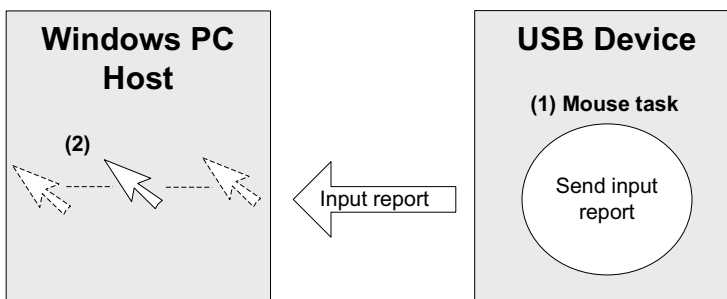 Windows PC
Host
(2)
Input report
USB Device
(1) Mouse task
Send input
report